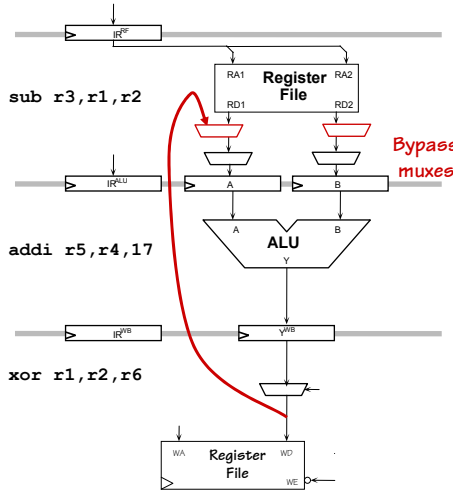 IR^RF
RA1 Register File RA2
sub r3,r1,r2
RD1 RD2
Bypass muxes
IR^ALU A B
A B
ALU
addi r5,r4,17
Y
IR^WB Y^WB
xor r1,r2,r6
WA Register File WD
WE